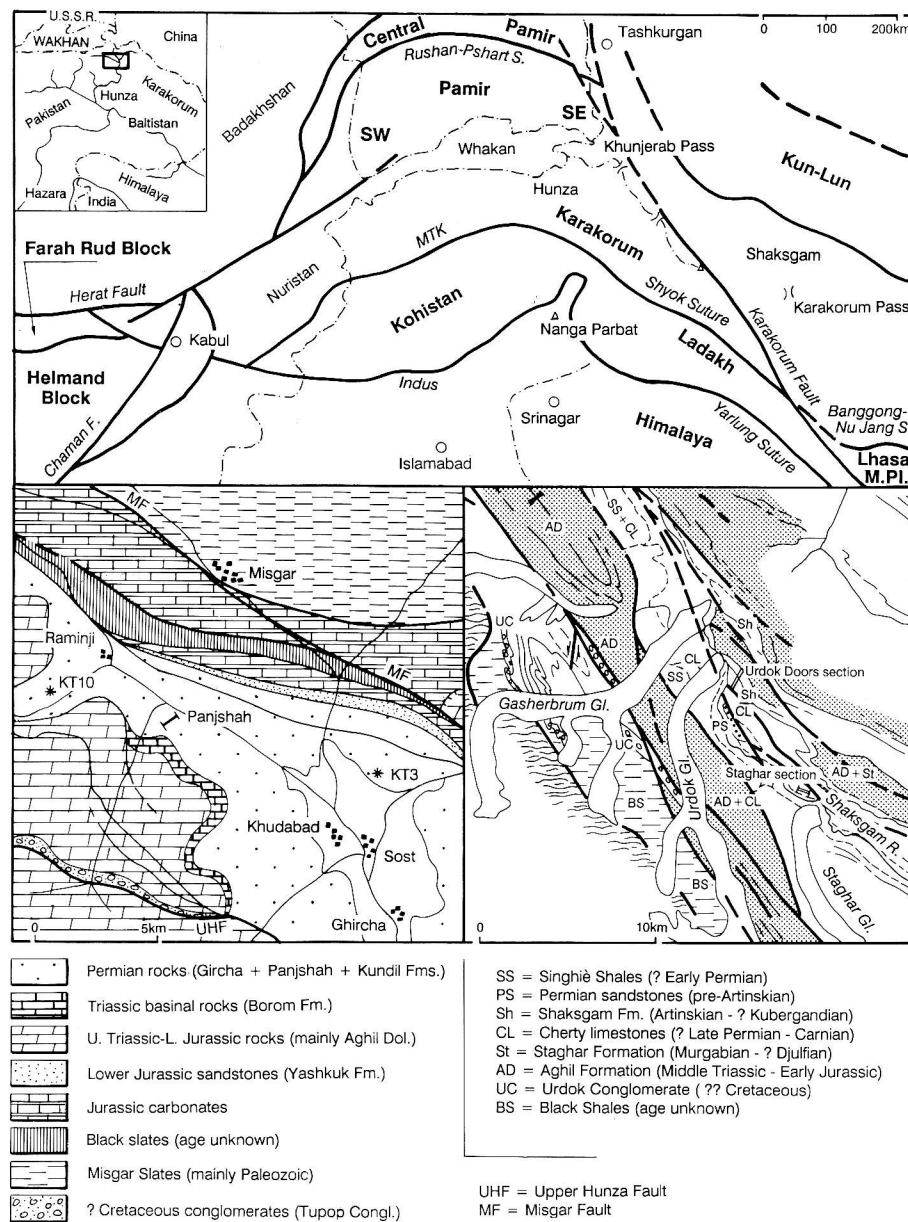 U.S.S.R.
WAKHAN
China
Hunza
Karakorum
Pakistan
Baltistan
Himalaya
Hazara
India
Central Pamir
Rushan-Pshart S.
Tashkurgan
0 100 200km
Badakhshan
Pamir
SW
SE
Whakan
Khunjerab Pass
Kun-Lun
Hunza
Farah Rud Block
MTK
Karakorum
Shaksgam
Nuristan
Herat Fault
Kohistan
Shyok Suture
Karakorum Pass
Kabul
Nanga Parbat
Karakorum Fault
Ladakh
Helmand
Block
Indus
Srinagar
Chaman F.
Himalaya
Yarlung Suture
Banggong-
Nu Jang S.
Lhasa
M.Pl.
Islamabad
MF
Misgar
Raminji
KT10
MF
Panjshah
KT3
Khudabad
Sost
Ghircha
UHF
0 5km
AD
SS + CL
UC
AD
Sh
CL
SS
Urdok Doors section
Sh
CL
Gasherbrum Gl.
PS
UC
Staghar section
AD + St
Urdok Gl.
BS
AD + CL
Shaksgam R.
BS
Staghar Gl.
0 10km
Permian rocks (Gircha + Panjshah + Kundil Fms.)
Triassic basinal rocks (Borom Fm.)
U. Triassic-L. Jurassic rocks (mainly Aghil Dol.)
Lower Jurassic sandstones (Yashkuk Fm.)
Jurassic carbonates
Black slates (age unknown)
Misgar Slates (mainly Paleozoic)
? Cretaceous conglomerates (Tupop Congl.)
SS = Singhiè Shales (? Early Permian)
PS = Permian sandstones (pre-Artinskian)
Sh = Shaksgam Fm. (Artinskian - ? Kubergandian)
CL = Cherty limestones (? Late Permian - Carnian)
St = Staghar Formation (Murgabian - ? Djulfian)
AD = Aghil Formation (Middle Triassic - Early Jurassic)
UC = Urdok Conglomerate ( ?? Cretaceous)
BS = Black Shales (age unknown)
UHF = Upper Hunza Fault
MF = Misgar Fault